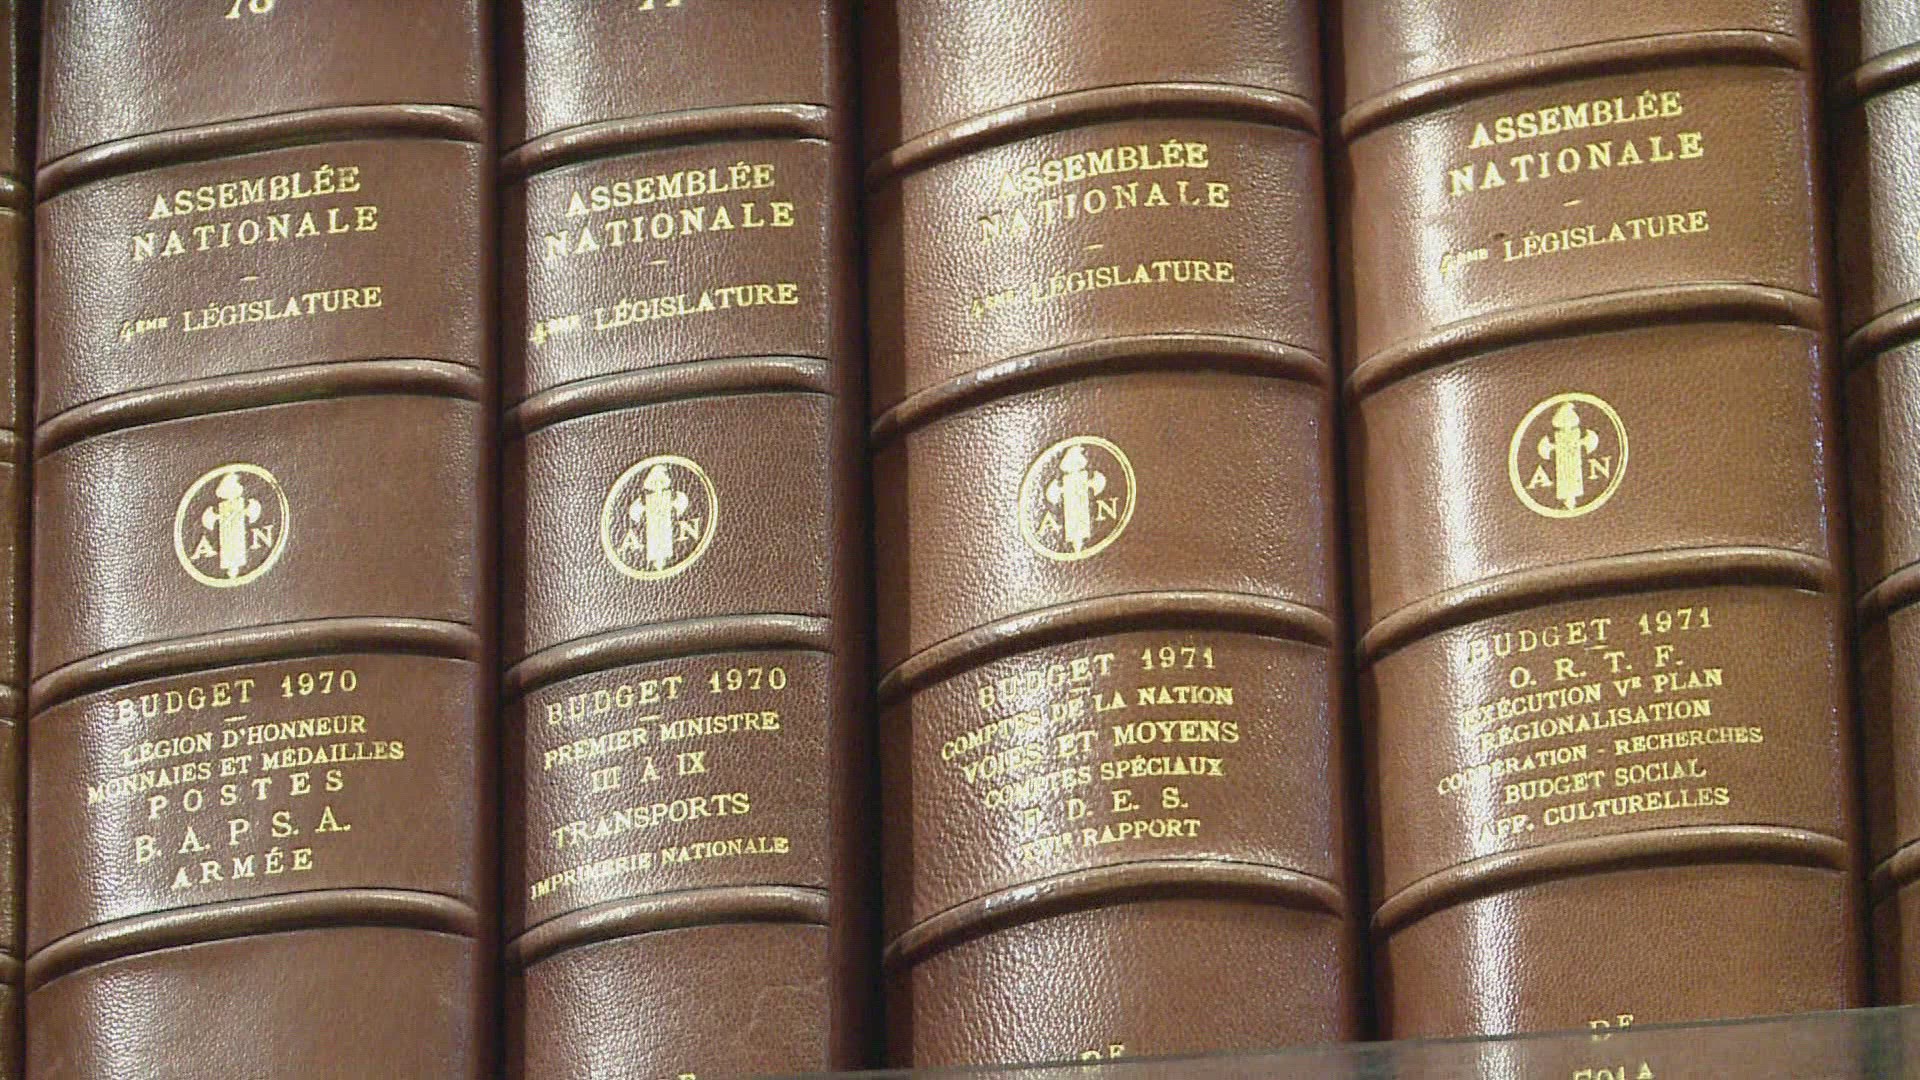 ASSEMBLÉE
NATIONALE
4ÈME LÉGISLATURE
A N
BUDGET 1970
LÉGION D'HONNEUR
MONNAIES ET MÉDAILLES
POSTES
B. A. P. S. A.
ARMÉE
ASSEMBLÉE
NATIONALE
4ÈME LÉGISLATURE
A N
BUDGET 1970
PREMIER MINISTRE
III À IX
TRANSPORTS
IMPRIMERIE NATIONALE
ASSEMBLÉE
NATIONALE
4ÈME LÉGISLATURE
A N
BUDGET 1971
COMPTES DE LA NATION
VOIES ET MOYENS
COMPTES SPÉCIAUX
F. D. E. S.
RAPPORT
DE
ASSEMBLÉE
NATIONALE
4ÈME LÉGISLATURE
A N
BUDGET 1971
O. R. T. F.
EXÉCUTION VE PLAN
RÉGIONALISATION
COOPÉRATION - RECHERCHES
BUDGET SOCIAL
AFF. CULTURELLES
DE